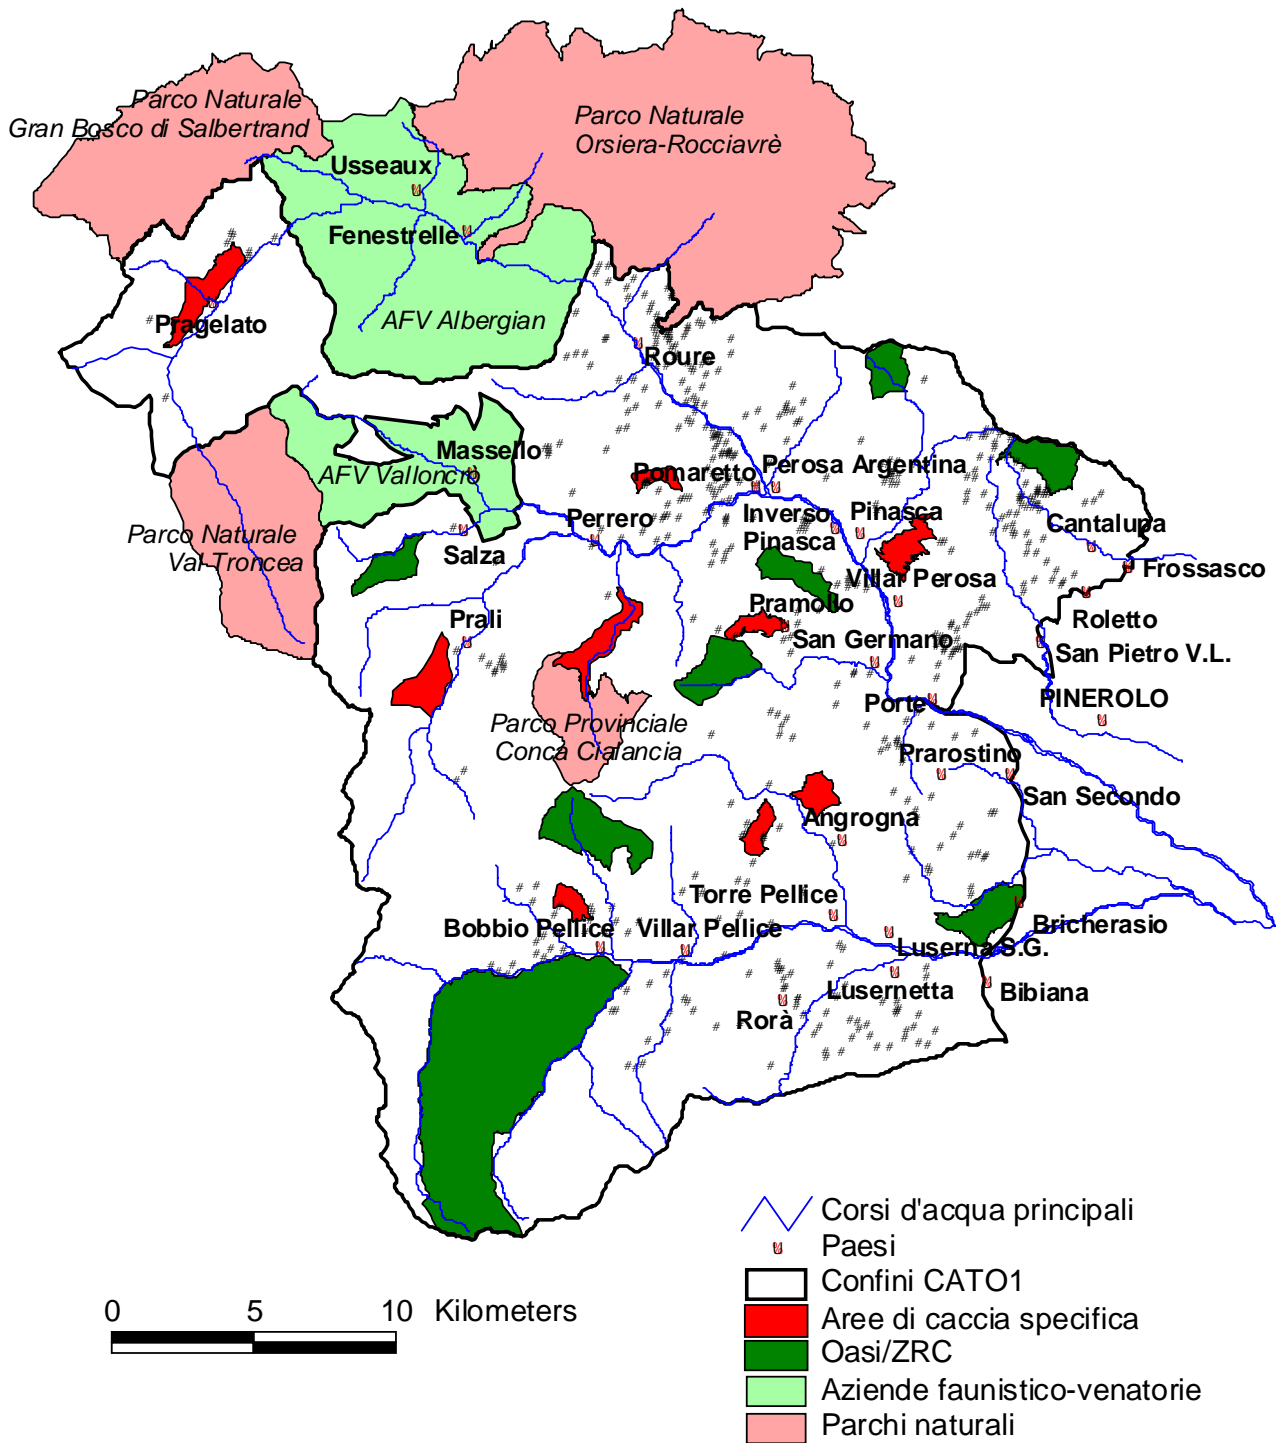 Parco Naturale
Gran Bosco di Salbertrand
Parco Naturale
Orsiera-Rocciavrè
Usseaux
Fenestrelle
AFV Albergian
Pragelato
Roure
Massello
AFV Valloncrò
Pomaretto
Perosa Argentina
Perrero
Inverso
Pinasca
Pinasca
Cantalupa
Parco Naturale
Val Troncea
Salza
Villar Perosa
Frossasco
Prali
Pramollo
Roletto
San Germano
San Pietro V.L.
Porte
PINEROLO
Parco Provinciale
Conca Cialancia
Prarostino
San Secondo
Angrogna
Torre Pellice
Bobbio Pellice
Villar Pellice
Bricherasio
Luserna S.G.
Lusernetta
Bibiana
Rorà
Corsi d'acqua principali
Paesi
Confini CATO1
Aree di caccia specifica
Oasi/ZRC
Aziende faunistico-venatorie
Parchi naturali
0 5 10 Kilometers